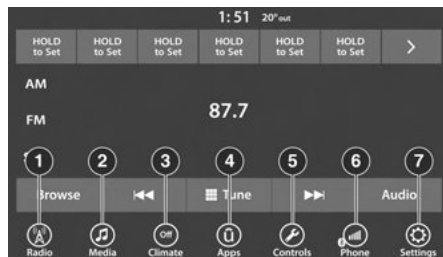 1:51 20° out
HOLD to Set HOLD to Set HOLD to Set HOLD to Set HOLD to Set HOLD to Set
AM
FM
87.7
1 2 3 4 5 6 7
Browse Tune Audio
Off
Radio Media Climate Apps Controls Phone Settings